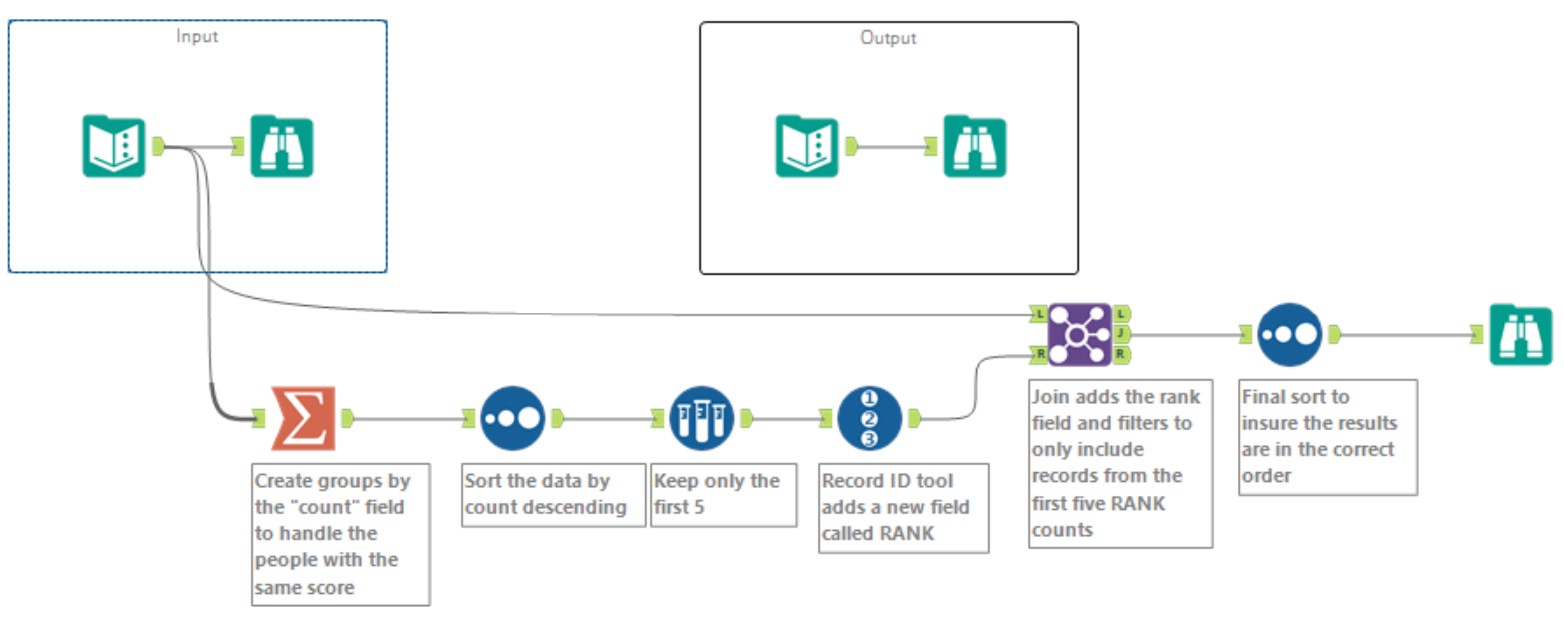 Input
Output
L
L
J
R
R
1
2
3
Create groups by
the "count" field
to handle the
people with the
same score
Sort the data by
count descending
Keep only the
first 5
Record ID tool
adds a new field
called RANK
Join adds the rank
field and filters to
only include
records from the
first five RANK
counts
Final sort to
insure the results
are in the correct
order